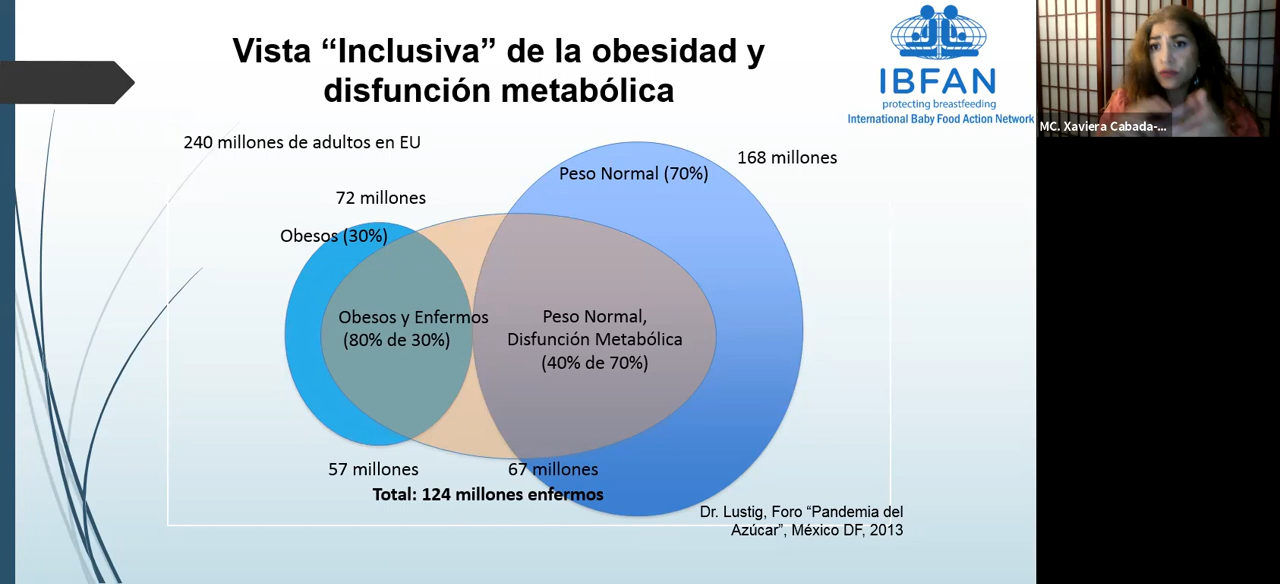 Vista “Inclusiva” de la obesidad y
disfunción metabólica
IBFAN
protecting breastfeeding
International Baby Food Action Network
MC. Xaviera Cabada-...
240 millones de adultos en EU
168 millones
Peso Normal (70%)
72 millones
Obesos (30%)
Obesos y Enfermos
(80% de 30%)
Peso Normal,
Disfunción Metabólica
(40% de 70%)
57 millones
67 millones
Total: 124 millones enfermos
Dr. Lustig, Foro “Pandemia del
Azúcar”, México DF, 2013